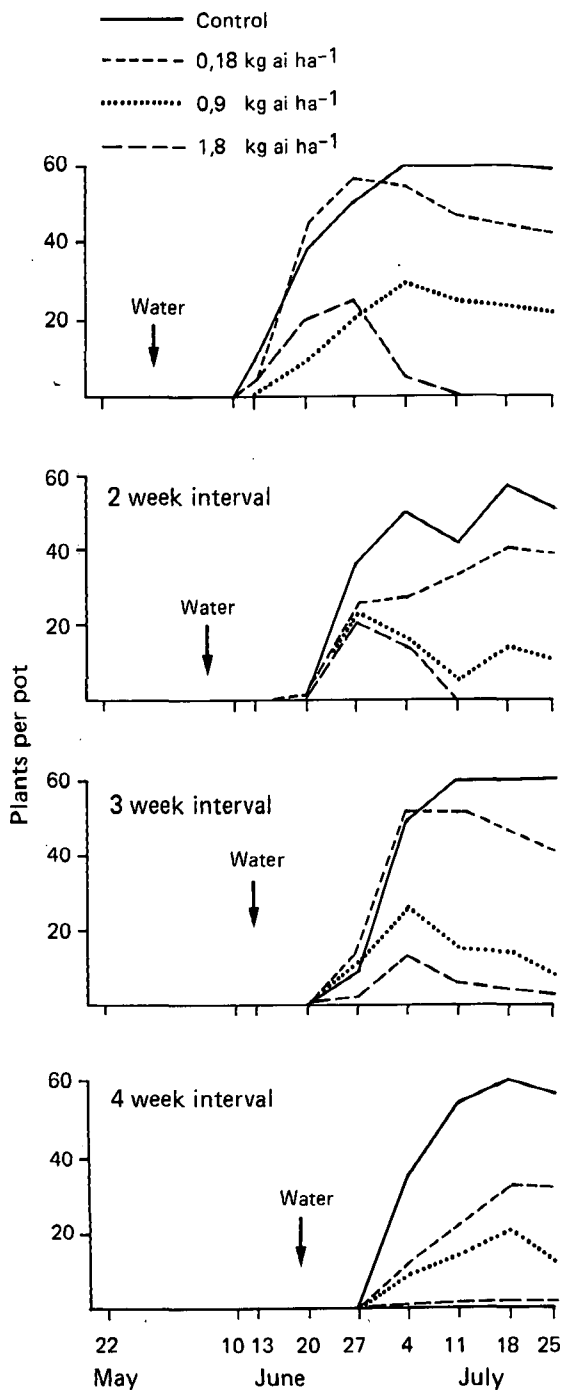 Control
0,18 kg ai ha⁻¹
0,9 kg ai ha⁻¹
1,8 kg ai ha⁻¹
60
40
20
Water
2 week interval
60
40
20
Water
Plants per pot
3 week interval
60
40
20
Water
4 week interval
60
40
20
Water
22 10 13 20 27 4 11 18 25
May June July